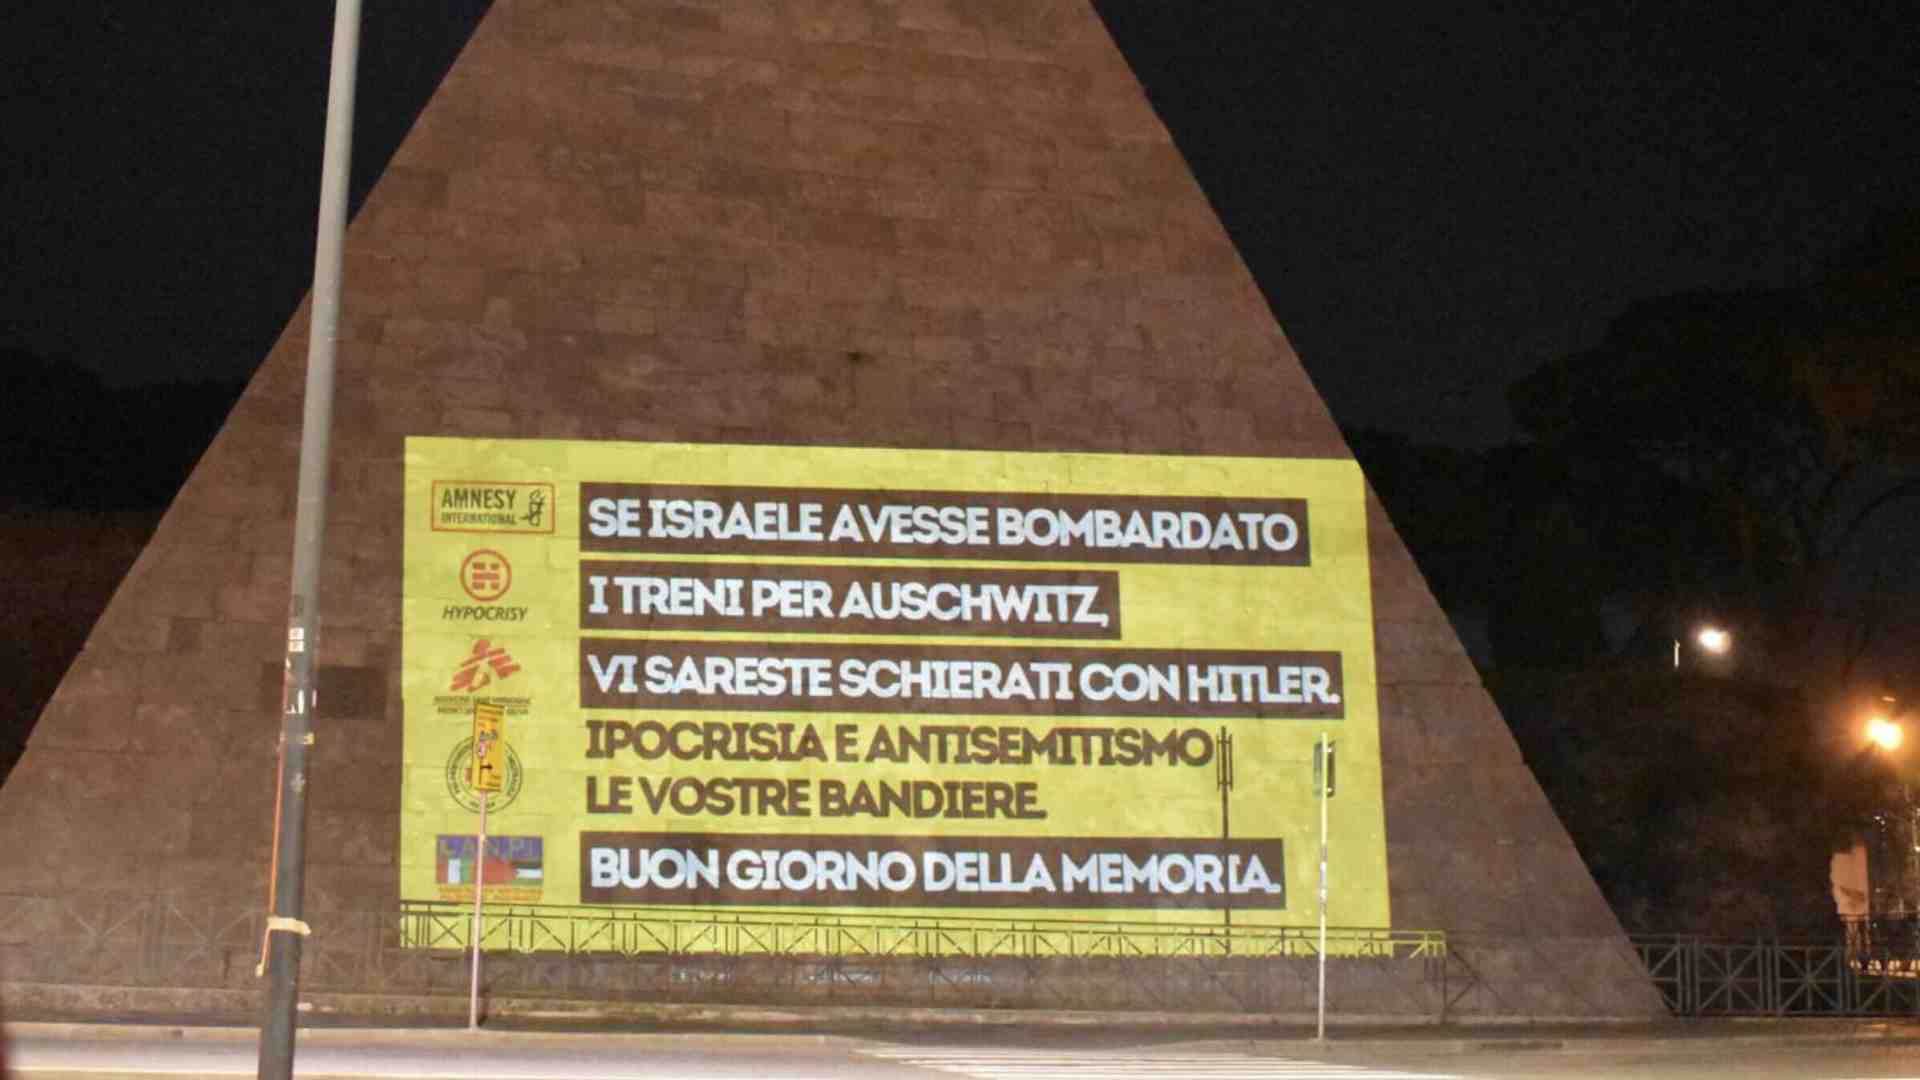 AMNESY
INTERNATIONAL
HYPOCRISY
SE ISRAELE AVESSE BOMBARDATO
I TRENI PER AUSCHWITZ,
VI SARESTE SCHIERATI CON HITLER.
IPOCRISIA E ANTISEMITISMO
LE VOSTRE BANDIERE.
BUON GIORNO DELLA MEMORIA.